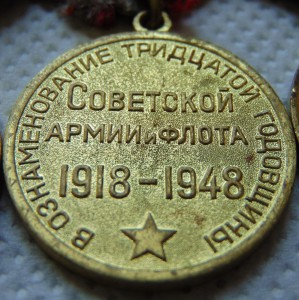 В ОЗНАМЕНОВАНИЕ ТРИДЦАТОЙ ГОДОВЩИНЫ
СОВЕТСКОЙ
АРМИИ и ФЛОТА
1918-1948